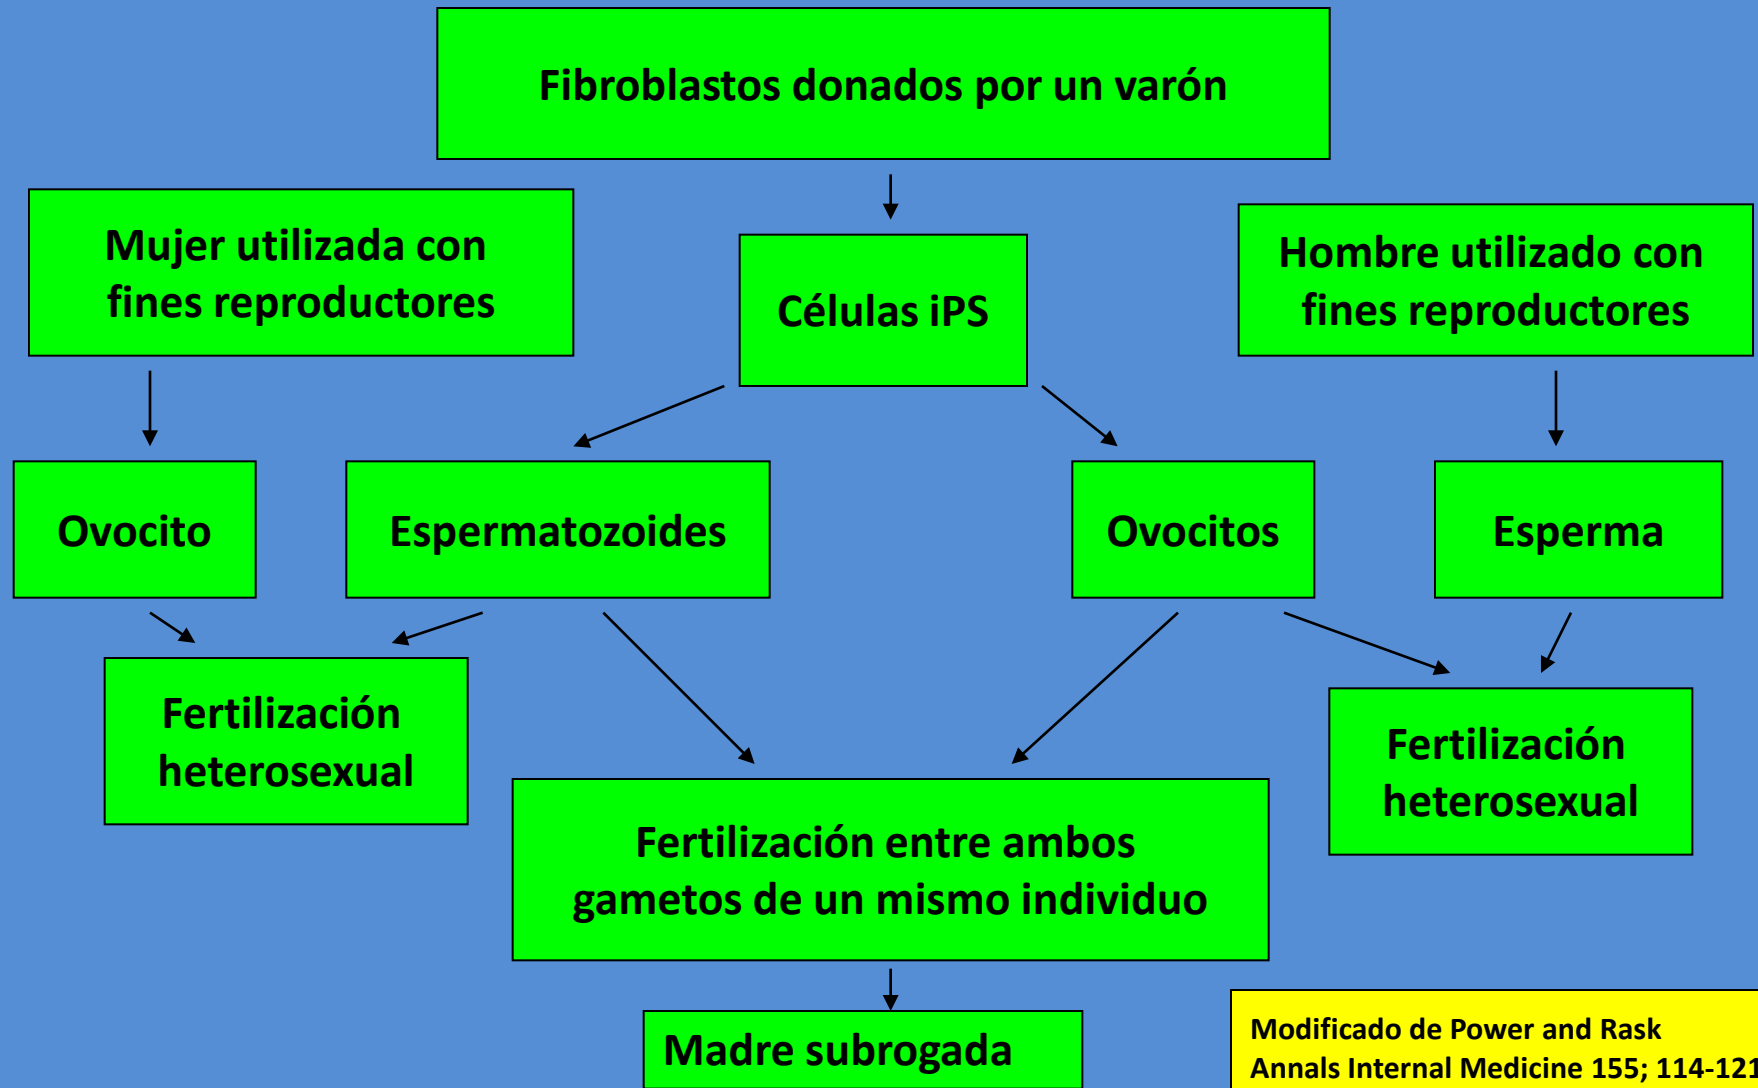 Fibroblastos donados por un varón
Mujer utilizada con
fines reproductores
Células iPS
Hombre utilizado con
fines reproductores
Ovocito
Espermatozoides
Ovocitos
Esperma
Fertilización
heterosexual
Fertilización entre ambos
gametos de un mismo individuo
Fertilización
heterosexual
Madre subrogada
Modificado de Power and Rask
Annals Internal Medicine 155; 114-121